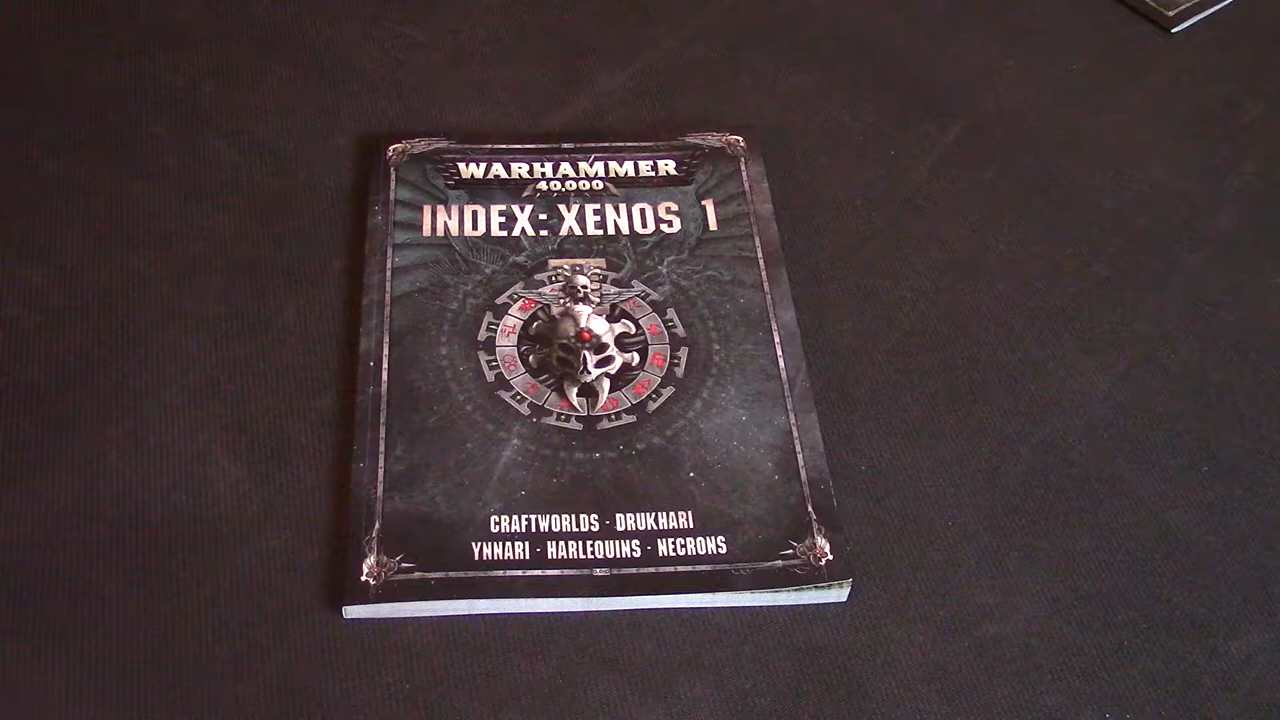 WARHAMMER
40,000
INDEX: XENOS 1
CRAFTWORLDS · DRUKHARI
YNNARI · HARLEQUINS · NECRONS